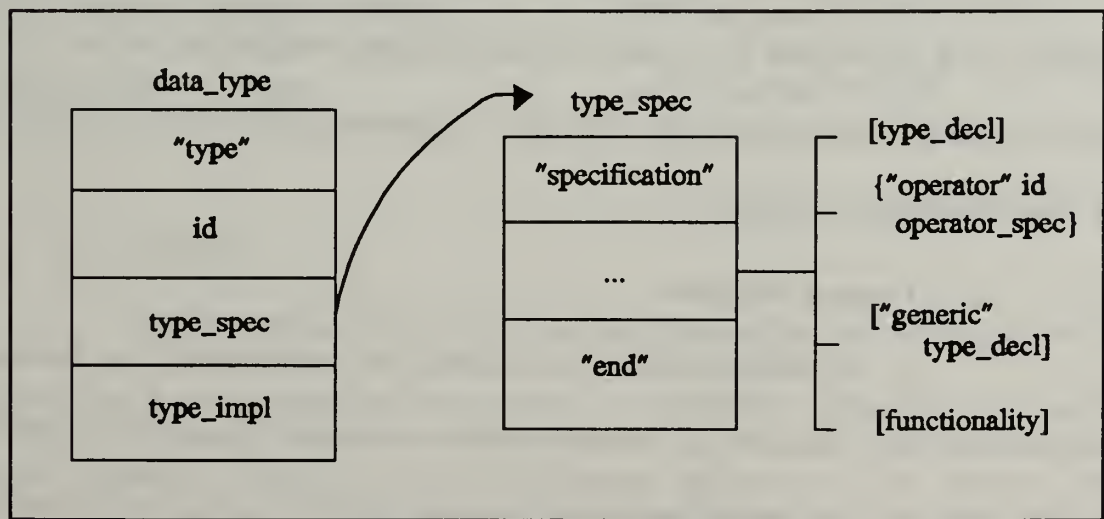 data_type
"type"
id
type_spec
type_impl
type_spec
"specification"
...
"end"
[type_decl]
{"operator" id
operator_spec}
["generic"
type_decl]
[functionality]